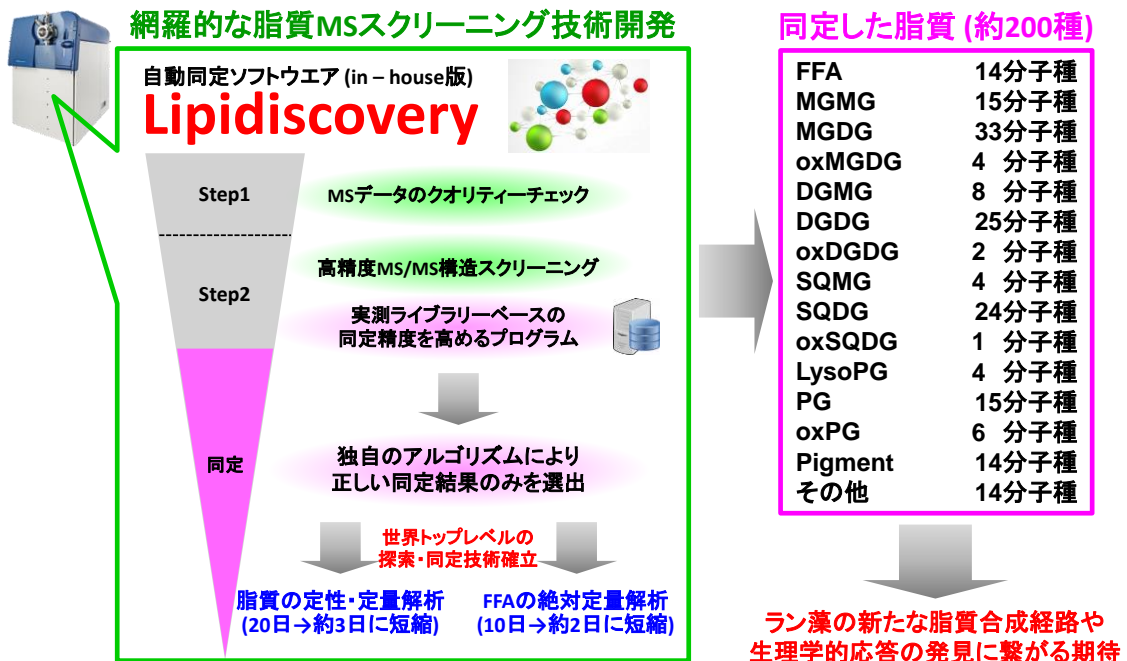 網羅的な脂質MSスクリーニング技術開発
自動同定ソフトウエア (in – house版)
Lipidiscovery
Step1
MSデータのクオリティーチェック
Step2
高精度MS/MS構造スクリーニング
実測ライブラリーベースの
同定精度を高めるプログラム
同定
独自のアルゴリズムにより
正しい同定結果のみを選出
世界トップレベルの
探索・同定技術確立
脂質の定性・定量解析
(20日→約3日に短縮)
FFAの絶対定量解析
(10日→約2日に短縮)
同定した脂質 (約200種)
FFA 14分子種
MGMG 15分子種
MGDG 33分子種
oxMGDG 4 分子種
DGMG 8 分子種
DGDG 25分子種
oxDGDG 2 分子種
SQMG 4 分子種
SQDG 24分子種
oxSQDG 1 分子種
LysoPG 4 分子種
PG 15分子種
oxPG 6 分子種
Pigment 14分子種
その他 14分子種
ラン藻の新たな脂質合成経路や
生理学的応答の発見に繋がる期待